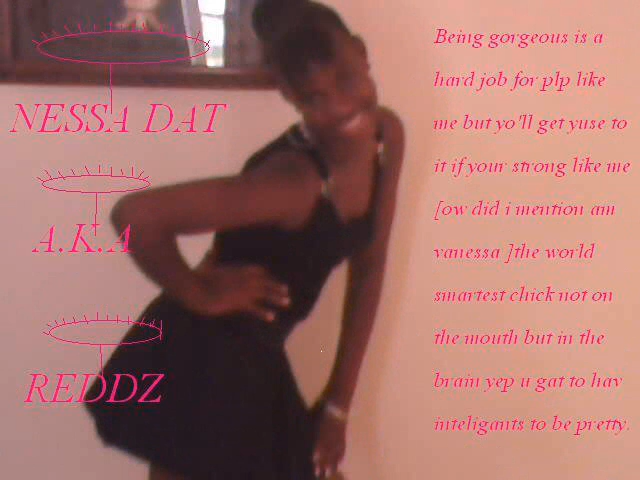 NESSA DAT
A.K.A
REDDZ
Being gorgeous is a
hard job for plp like
me but yo'll get yuse to
it if your strong like me
[ow did i mention am
vanessa ]the world
smartest chick not on
the mouth but in the
brain yep u gat to hav
inteligants to be pretty.